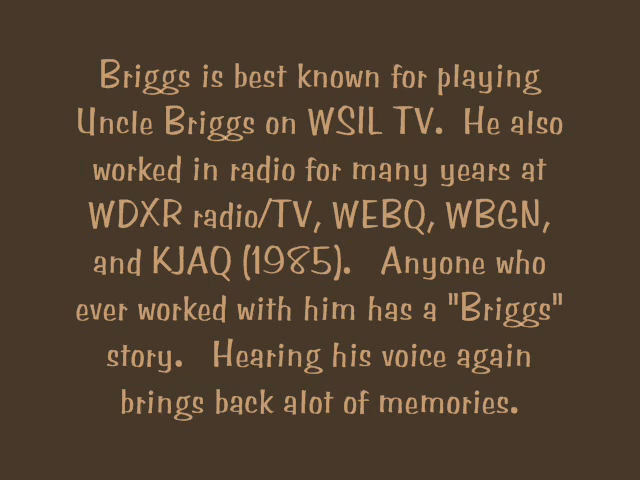 Briggs is best known for playing
Uncle Briggs on WSIL TV.  He also
worked in radio for many years at
WDXR radio/TV, WEBQ, WBGN,
and KJAQ (1985).   Anyone who
ever worked with him has a "Briggs"
story.   Hearing his voice again
brings back alot of memories.